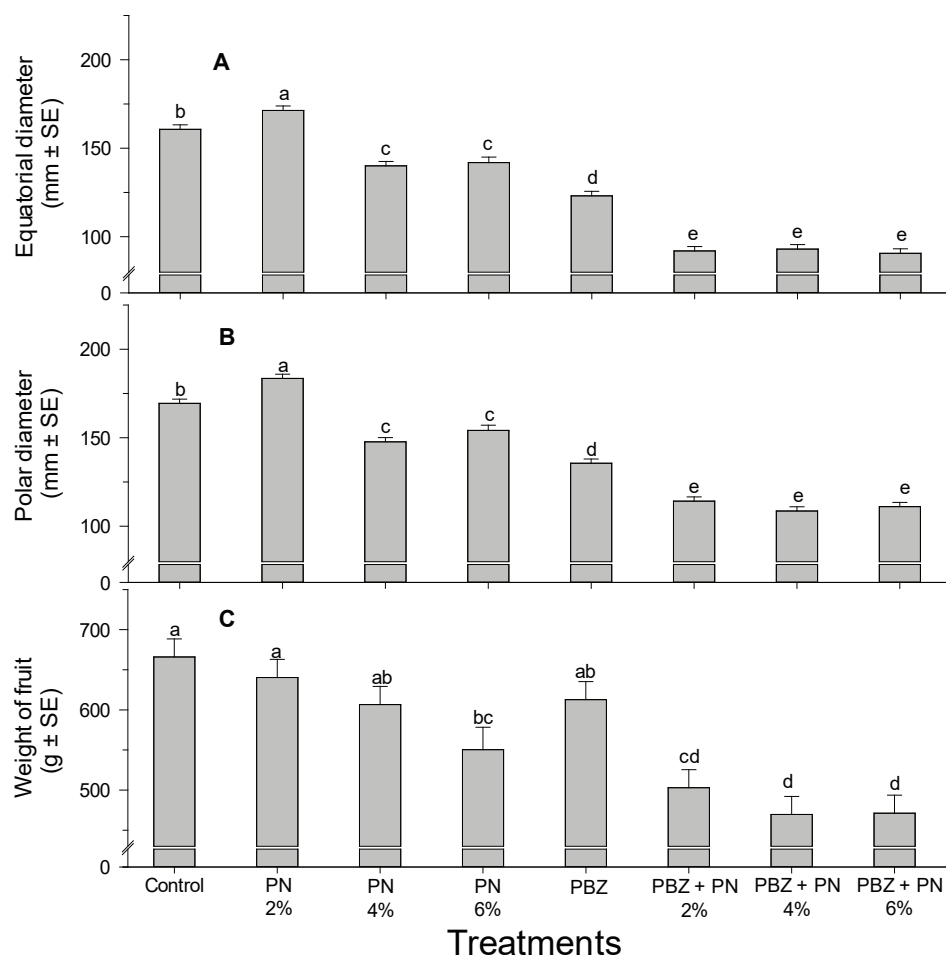 Equatorial diameter
(mm ± SE)
200
150
100
0
A
b
a
c
c
d
e
e
e
Polar diameter
(mm ± SE)
200
150
100
0
B
b
a
c
c
d
e
e
e
Weight of fruit
(g ± SE)
700
600
500
0
C
a
a
ab
bc
ab
cd
d
d
Control
PN
2%
PN
4%
PN
6%
PBZ
PBZ + PN
2%
PBZ + PN
4%
PBZ + PN
6%
Treatments